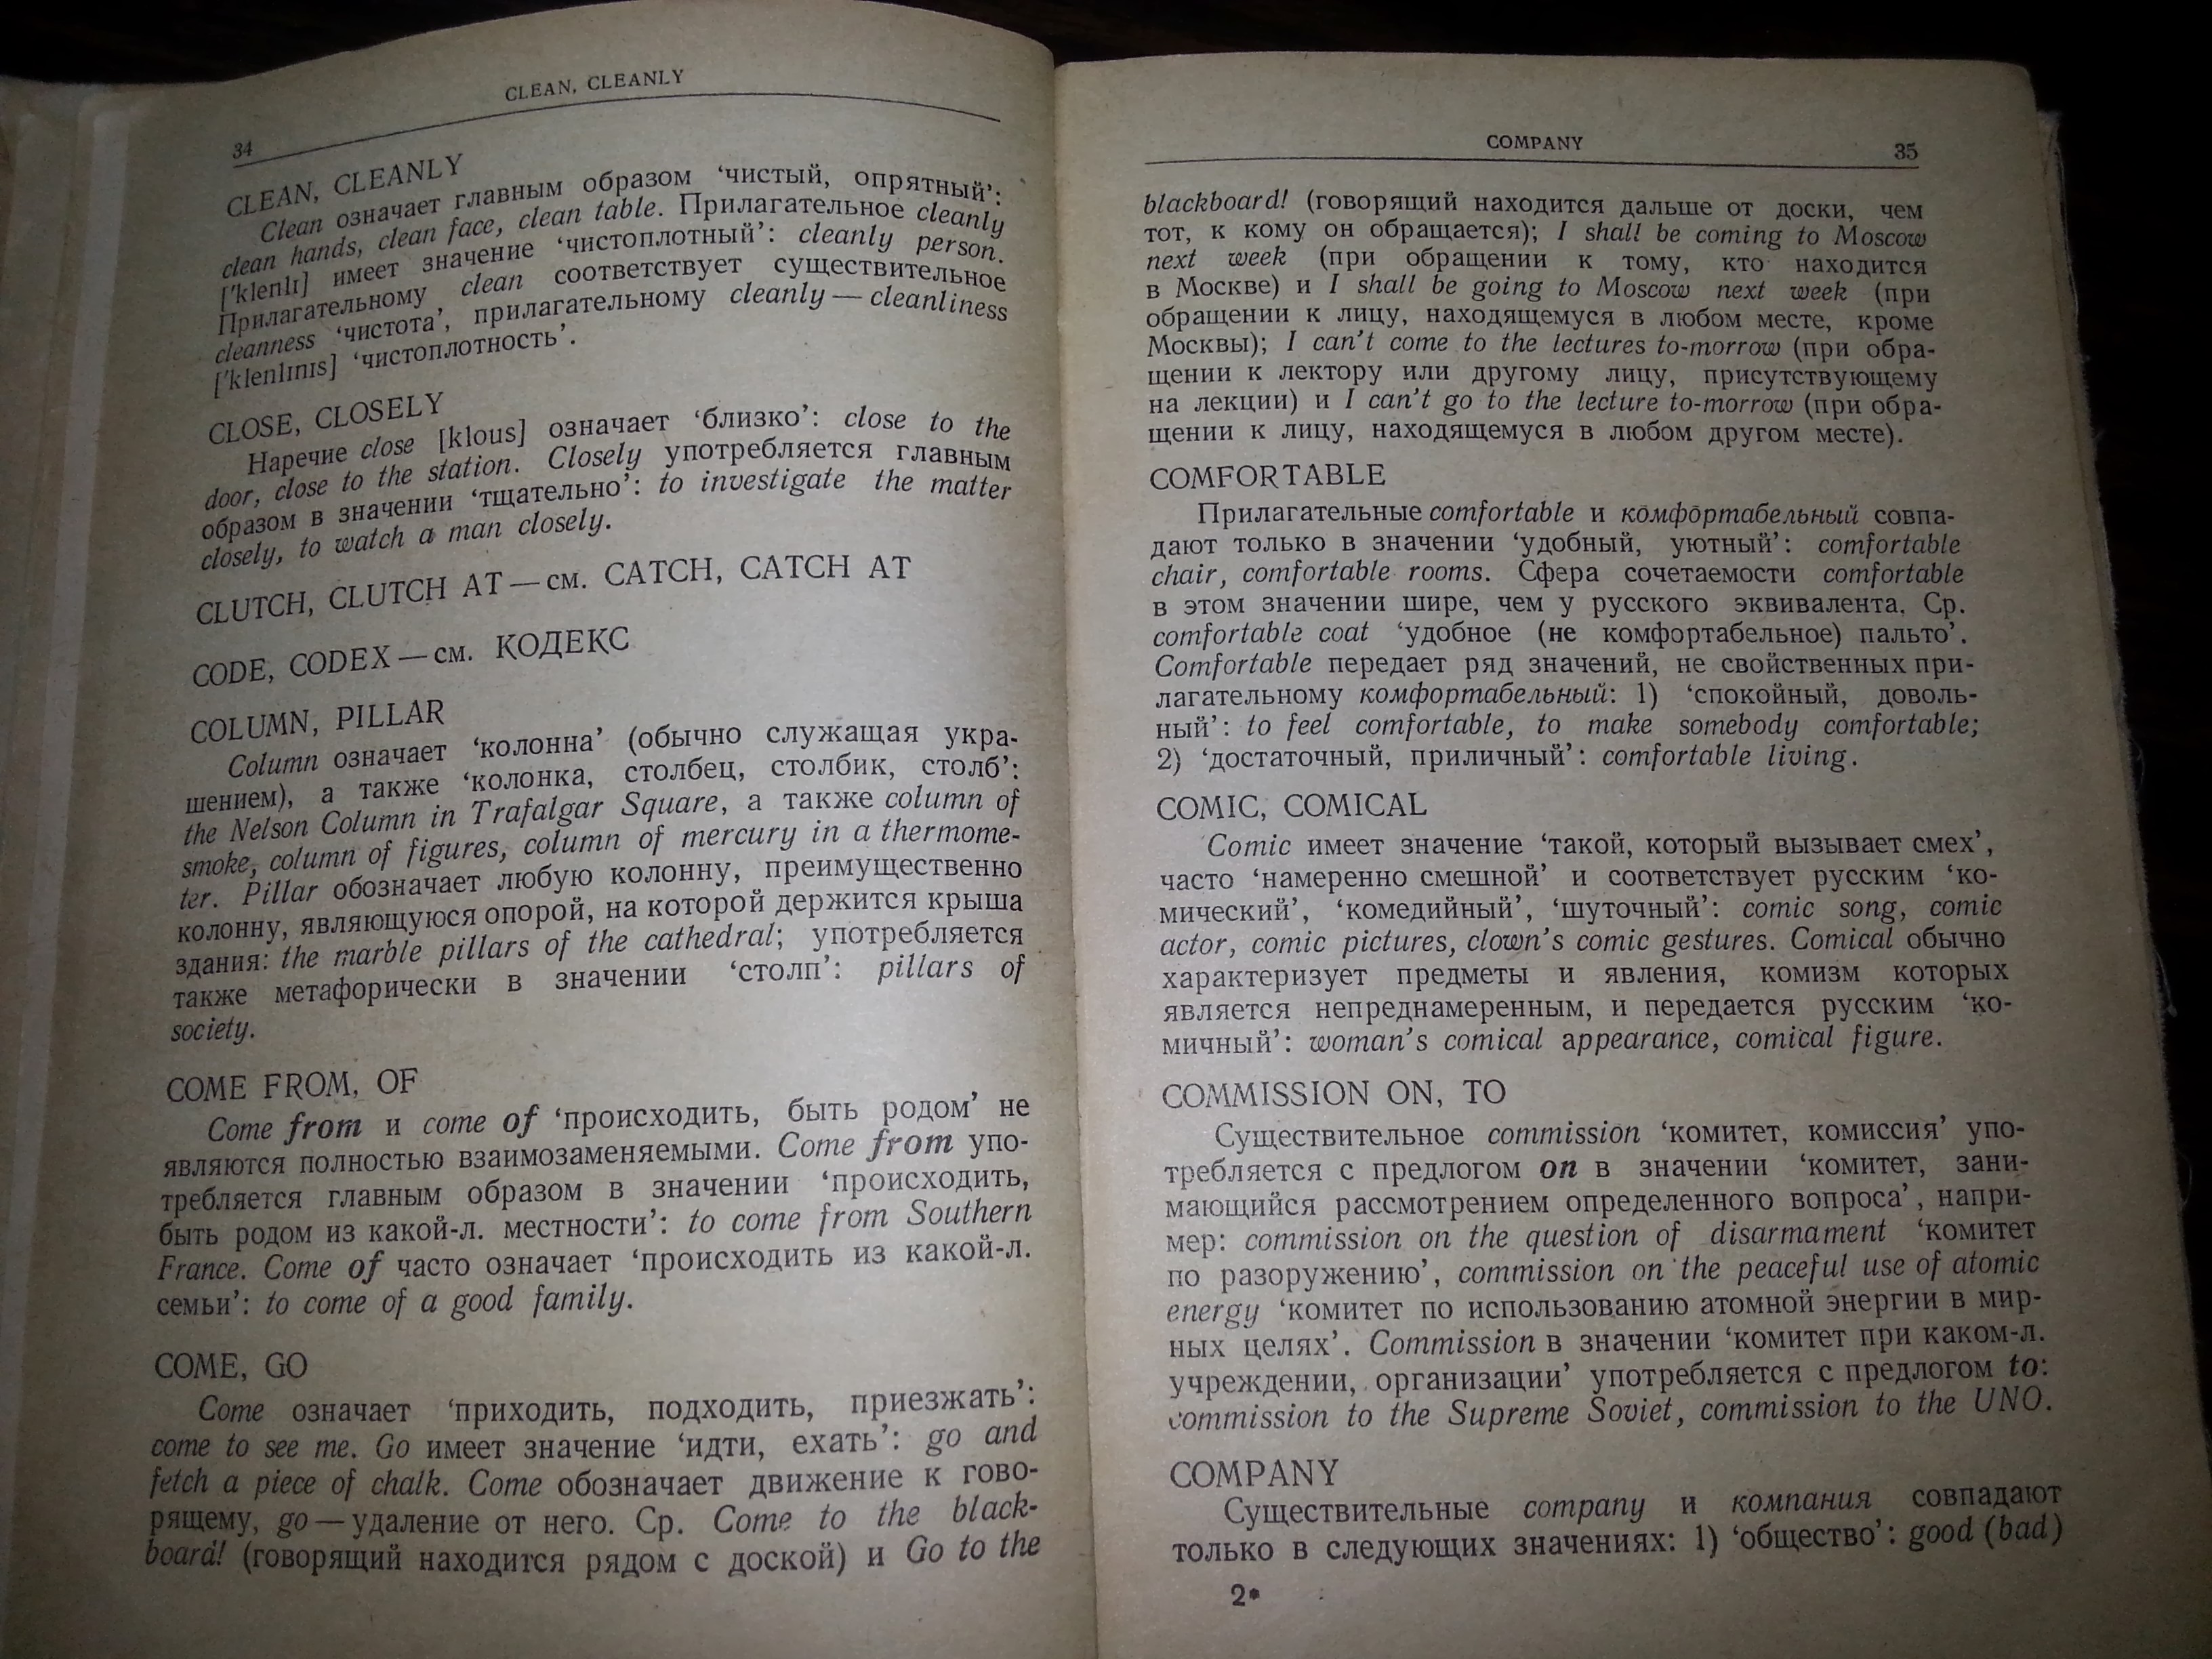 CLEAN, CLEANLY
34
CLEAN, CLEANLY
Clean означает главным образом ‘чистый, опрятный’:
clean hands, clean face, clean table. Прилагательное cleanly
[′klenlɪ] имеет значение ‘чистоплотный’: cleanly person.
Прилагательному clean соответствует существительное
cleanness ‘чистота’, прилагательному cleanly — cleanliness
[′klenlɪnɪs] ‘чистоплотность’.
CLOSE, CLOSELY
Наречие close [klous] означает ‘близко’: close to the
door, close to the station. Closely употребляется главным
образом в значении ‘тщательно’: to investigate the matter
closely, to watch a man closely.
CLUTCH, CLUTCH AT — см. CATCH, CATCH AT
CODE, CODEX — см. КОДЕКС
COLUMN, PILLAR
Column означает ‘колонна’ (обычно служащая укра-
шением), а также ‘колонка, столбец, столбик, столб’:
the Nelson Column in Trafalgar Square, а также column of
smoke, column of figures, column of mercury in a thermome-
ter. Pillar обозначает любую колонну, преимущественно
колонну, являющуюся опорой, на которой держится крыша
здания: the marble pillars of the cathedral; употребляется
также метафорически в значении ‘столп’: pillars of
society.
COME FROM, OF
Come from и come of ‘происходить, быть родом’ не
являются полностью взаимозаменяемыми. Come from упо-
требляется главным образом в значении ‘происходить,
быть родом из какой-л. местности’: to come from Southern
France. Come of часто означает ‘происходить из какой-л.
семьи’: to come of a good family.
COME, GO
Come означает ‘приходить, подходить, приезжать’:
come to see me. Go имеет значение ‘идти, ехать’: go and
fetch a piece of chalk. Come обозначает движение к гово-
рящему, go — удаление от него. Ср. Come to the black-
board! (говорящий находится рядом с доской) и Go to the
COMPANY
35
blackboard! (говорящий находится дальше от доски, чем
тот, к кому он обращается); I shall be coming to Moscow
next week (при обращении к тому, кто находится
в Москве) и I shall be going to Moscow next week (при
обращении к лицу, находящемуся в любом месте, кроме
Москвы); I can’t come to the lectures to-morrow (при обра-
щении к лектору или другому лицу, присутствующему
на лекции) и I can’t go to the lecture to-morrow (при обра-
щении к лицу, находящемуся в любом другом месте).
COMFORTABLE
Прилагательные comfortable и комфортабельный совпа-
дают только в значении ‘удобный, уютный’: comfortable
chair, comfortable rooms. Сфера сочетаемости comfortable
в этом значении шире, чем у русского эквивалента. Ср.
comfortable coat ‘удобное (не комфортабельное) пальто’.
Comfortable передает ряд значений, не свойственных при-
лагательному комфортабельный: 1) ‘спокойный, доволь-
ный’: to feel comfortable, to make somebody comfortable;
2) ‘достаточный, приличный’: comfortable living.
COMIC, COMICAL
Comic имеет значение ‘такой, который вызывает смех’,
часто ‘намеренно смешной’ и соответствует русским ‘ко-
мический’, ‘комедийный’, ‘шуточный’: comic song, comic
actor, comic pictures, clown’s comic gestures. Comical обычно
характеризует предметы и явления, комизм которых
является непреднамеренным, и передается русским ‘ко-
мичный’: woman’s comical appearance, comical figure.
COMMISSION ON, TO
Существительное commission ‘комитет, комиссия’ упо-
требляется с предлогом on в значении ‘комитет, зани-
мающийся рассмотрением определенного вопроса’, напри-
мер: commission on the question of disarmament ‘комитет
по разоружению’, commission on the peaceful use of atomic
energy ‘комитет по использованию атомной энергии в мир-
ных целях’. Commission в значении ‘комитет при каком-л.
учреждении, организации’ употребляется с предлогом to:
commission to the Supreme Soviet, commission to the UNO.
COMPANY
Существительные company и компания совпадают
только в следующих значениях: 1) ‘общество’: good (bad)
2*